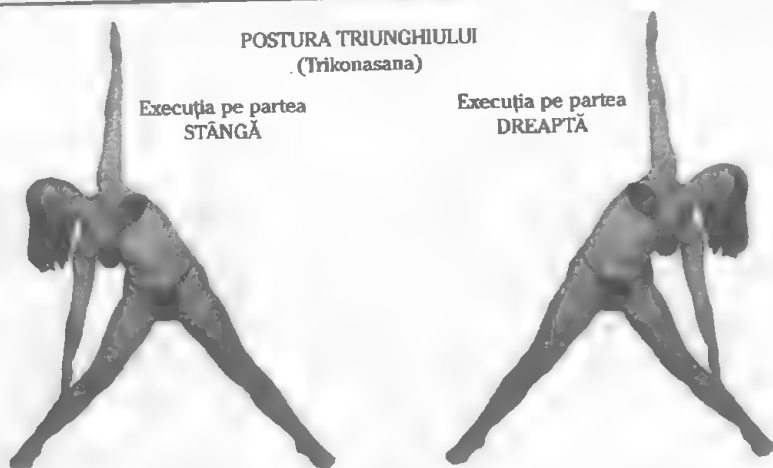 POSTURA TRIUNGHIULUI
(Trikonasana)
Execuția pe partea
STÂNGĂ
Execuția pe partea
DREAPTĂ